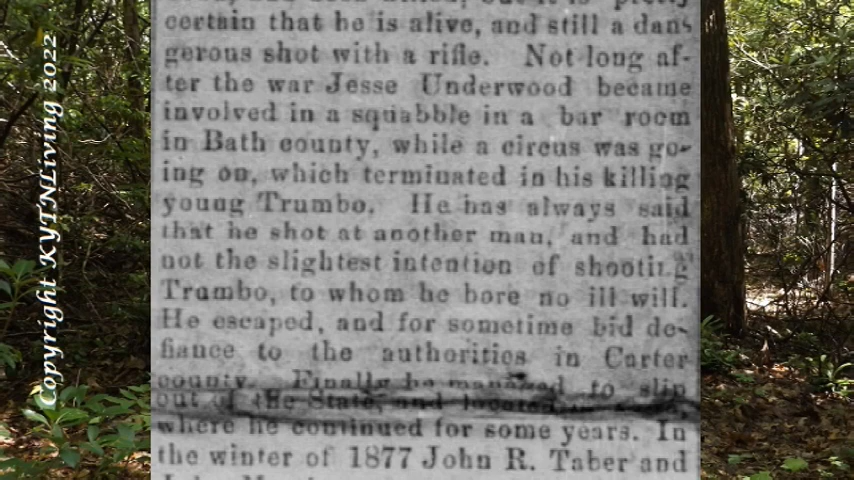 certain that he is alive, and still a dan-
gerous shot with a rifle. Not long af-
ter the war Jesse Underwood became
involved in a squabble in a bar room
in Bath county, while a circus was go-
ing on, which terminated in his killing
young Trumbo. He has always said
that he shot at another man, and had
not the slightest intention of shooting
Trumbo, to whom he bore no ill will.
He escaped, and for sometime bid de-
fiance to the authorities in Carter
county. Finally he managed to slip
out of the State, and located in
where he continued for some years. In
the winter of 1877 John R. Taber and
Copyright KYTNLiving 2022